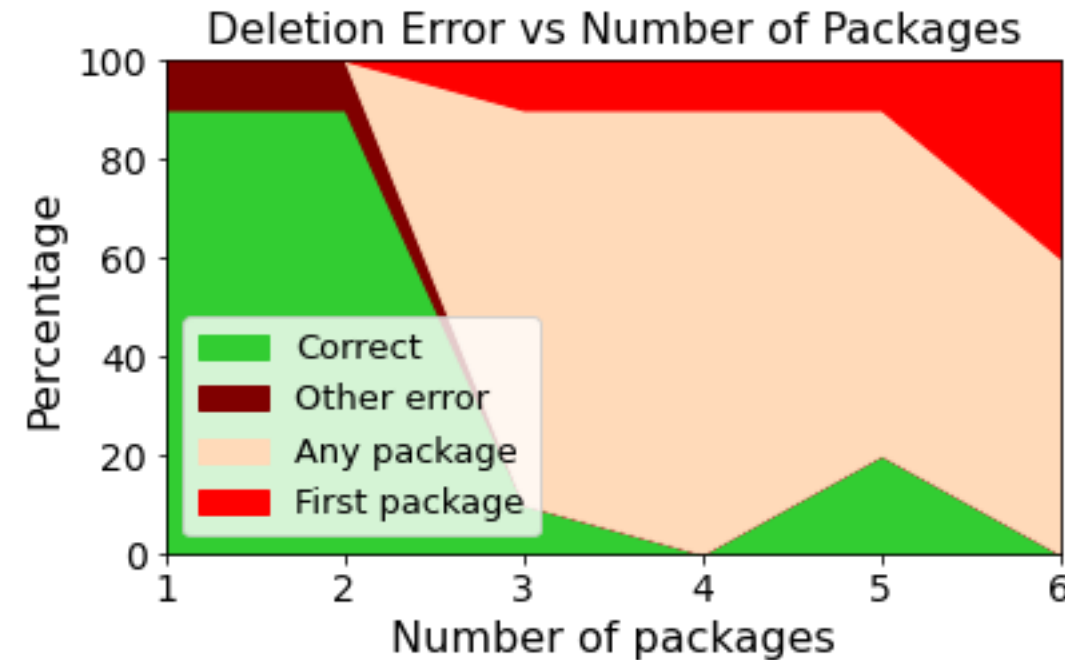 Deletion Error vs Number of Packages
100
80
60
40
20
0
Percentage
Correct
Other error
Any package
First package
1 2 3 4 5 6
Number of packages